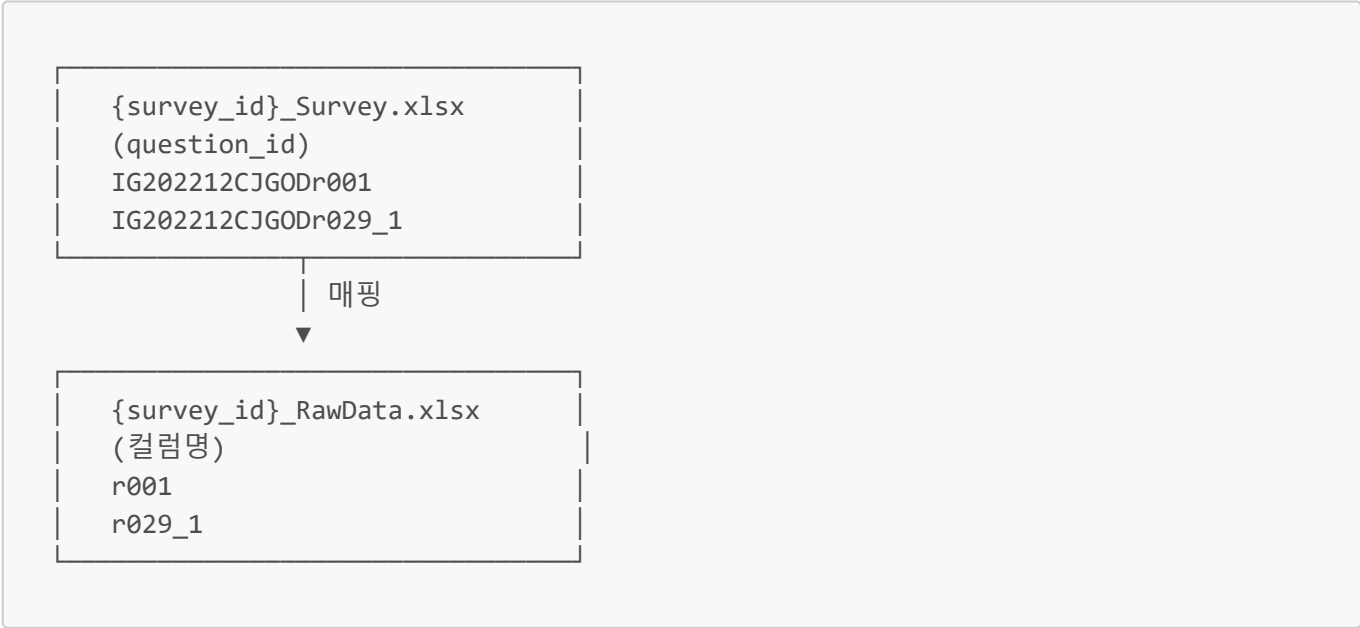 {survey_id}_Survey.xlsx
(question_id)
IG202212CJGODr001
IG202212CJGODr029_1
매핑
▼
{survey_id}_RawData.xlsx
(컬럼명)
r001
r029_1